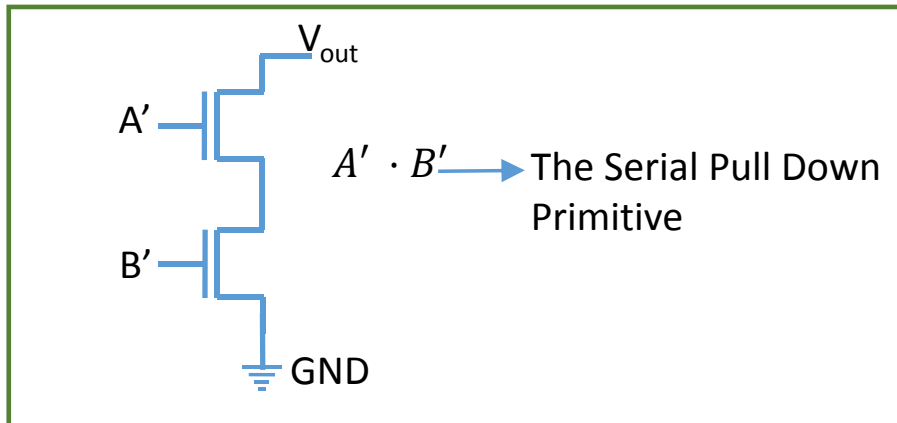 Vout
A’
A′ · B′
The Serial Pull Down
Primitive
B’
GND